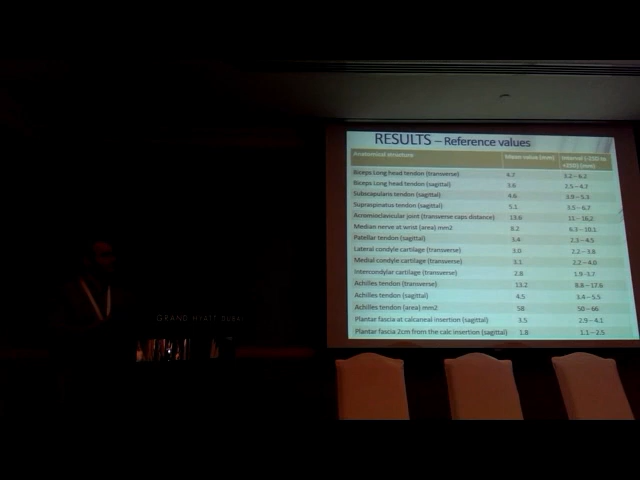 RESULTS – Reference values
Anatomical structure Mean value (mm) Interval (-2SD to +2SD) (mm)
Biceps Long head tendon (transverse) 4.7 3.2 – 6.2
Biceps Long head tendon (sagittal) 3.6 2.5 – 4.7
Subscapularis tendon (sagittal) 4.6 3.9 – 5.3
Supraspinatus tendon (sagittal) 5.1 3.5 – 6.7
Acromioclavicular joint (transverse caps distance) 13.6 11 – 16.2
Median nerve at wrist (area) mm2 8.2 6.3 – 10.1
Patellar tendon (sagittal) 3.4 2.3 – 4.5
Lateral condyle cartilage (transverse) 3.0 2.2 – 3.8
Medial condyle cartilage (transverse) 3.1 2.2 – 4.0
Intercondylar cartilage (transverse) 2.8 1.9 – 3.7
Achilles tendon (transverse) 13.2 8.8 – 17.6
Achilles tendon (sagittal) 4.5 3.4 – 5.5
Achilles tendon (area) mm2 58 50 – 66
Plantar fascia at calcaneal insertion (sagittal) 3.5 2.9 – 4.1
Plantar fascia 2cm from the calc insertion (sagittal) 1.8 1.1 – 2.5
GRAND HYATT DUBAI